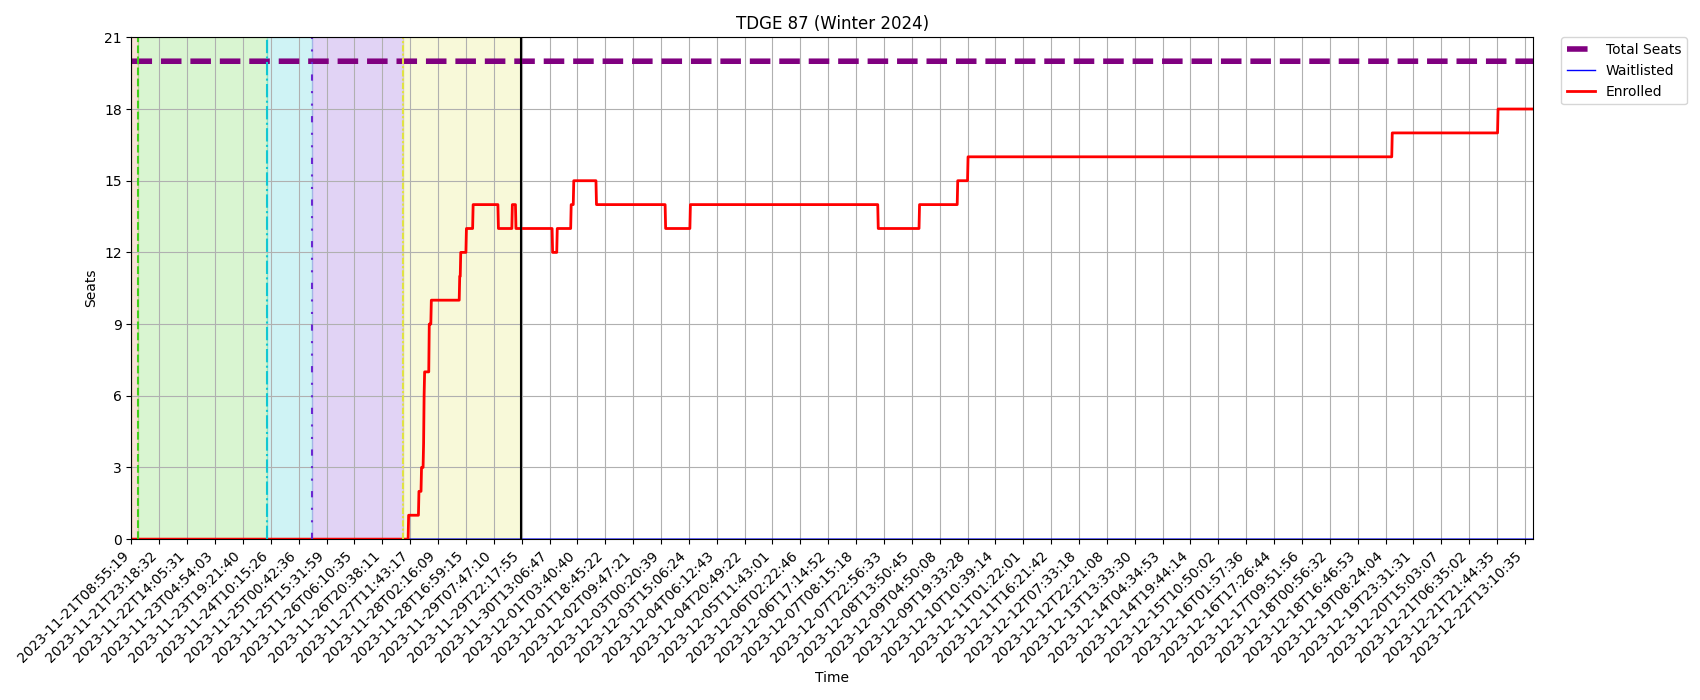 TDGE 87 (Winter 2024)
Total Seats
Waitlisted
Enrolled
Seats
21
18
15
12
9
6
3
0
2023-11-21T08:55:19
2023-11-21T23:18:32
2023-11-22T14:05:31
2023-11-23T04:54:03
2023-11-23T19:21:40
2023-11-24T10:15:26
2023-11-25T00:42:36
2023-11-25T15:31:59
2023-11-26T06:10:35
2023-11-26T20:38:11
2023-11-27T11:43:17
2023-11-28T02:16:09
2023-11-28T16:59:15
2023-11-29T07:47:10
2023-11-29T22:17:55
2023-11-30T13:06:47
2023-12-01T03:40:40
2023-12-01T18:45:22
2023-12-02T09:47:21
2023-12-03T00:20:39
2023-12-03T15:06:24
2023-12-04T06:12:43
2023-12-04T20:49:22
2023-12-05T11:43:01
2023-12-06T02:22:46
2023-12-06T17:14:52
2023-12-07T08:15:18
2023-12-07T22:56:33
2023-12-08T13:50:45
2023-12-09T04:50:08
2023-12-09T19:33:28
2023-12-10T10:39:14
2023-12-11T01:22:01
2023-12-11T16:21:42
2023-12-12T07:33:18
2023-12-12T22:21:08
2023-12-13T13:33:30
2023-12-14T04:34:53
2023-12-14T19:44:14
2023-12-15T10:50:02
2023-12-16T01:57:36
2023-12-16T17:26:44
2023-12-17T09:51:56
2023-12-18T00:56:32
2023-12-18T16:46:53
2023-12-19T08:24:04
2023-12-19T23:31:31
2023-12-20T15:03:07
2023-12-21T06:35:02
2023-12-21T21:44:35
2023-12-22T13:10:35
Time